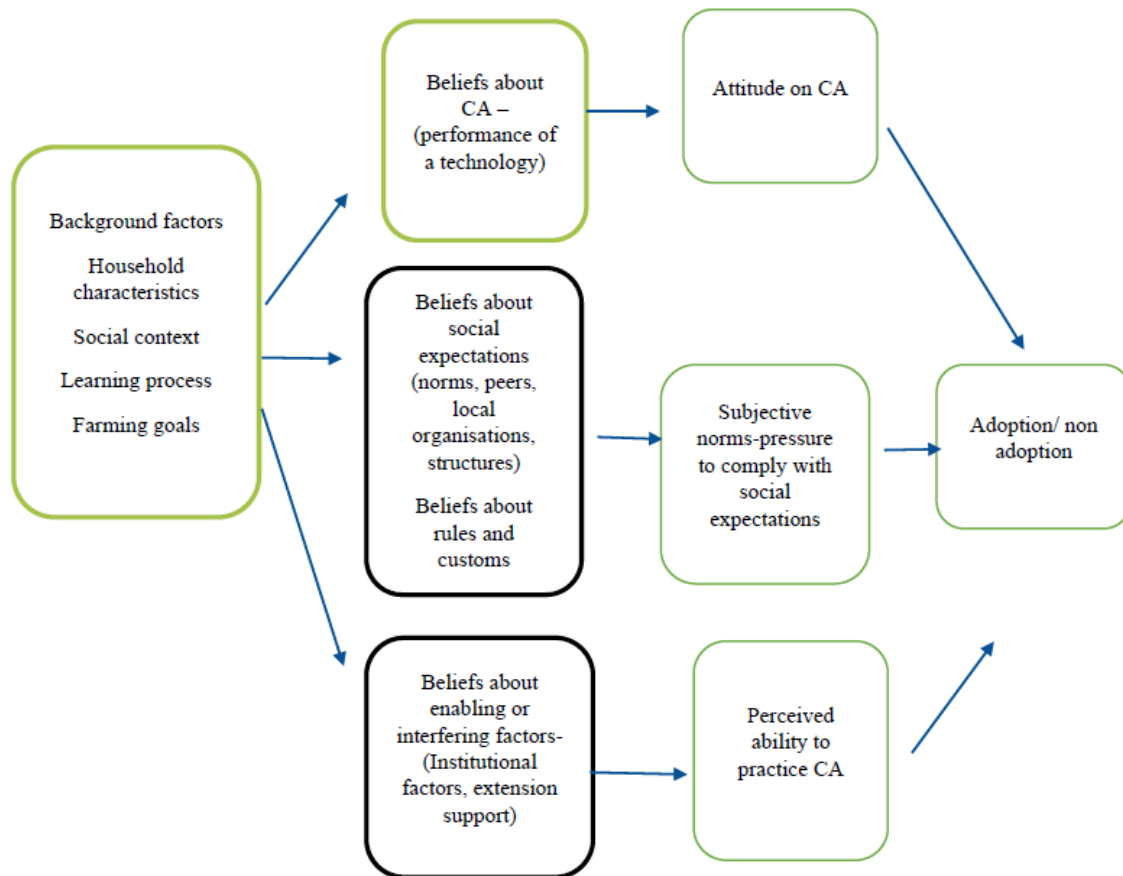 Background factors
Household
characteristics
Social context
Learning process
Farming goals
Beliefs about
CA –
(performance of
a technology)
Attitude on CA
Beliefs about
social
expectations
(norms, peers,
local
organisations,
structures)
Beliefs about
rules and
customs
Subjective
norms-pressure
to comply with
social
expectations
Adoption/ non
adoption
Beliefs about
enabling or
interfering factors-
(Institutional
factors, extension
support)
Perceived
ability to
practice CA